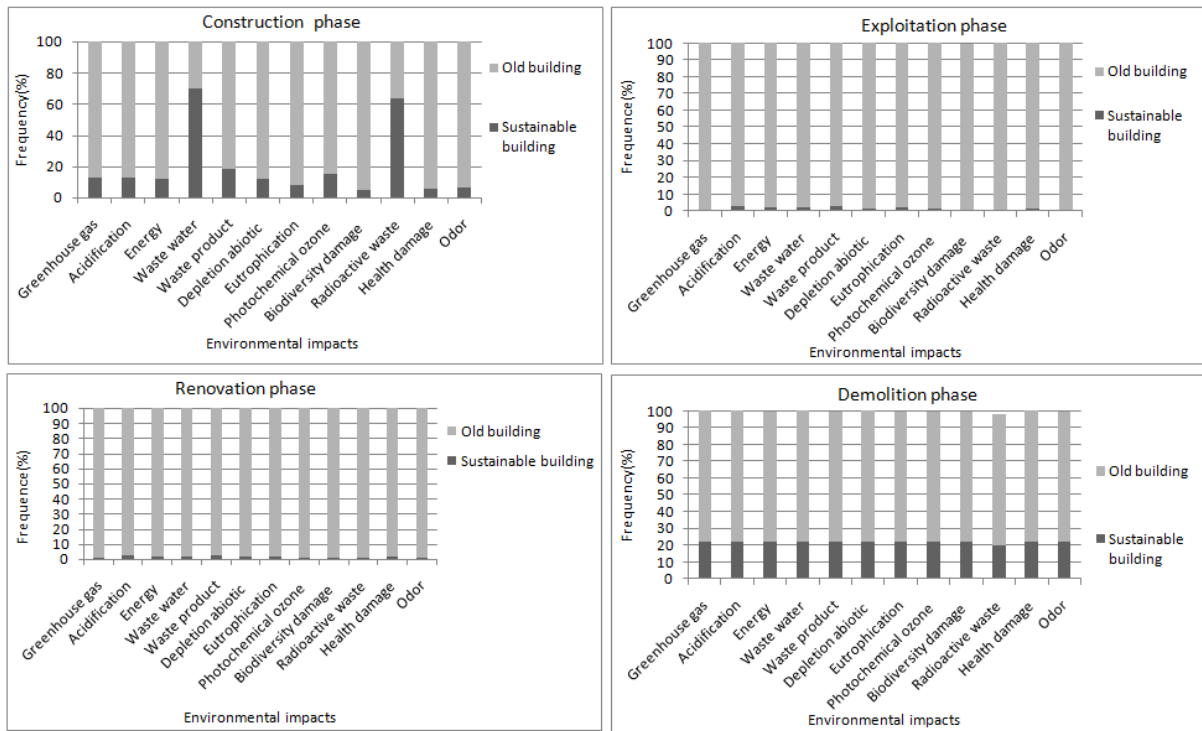 Construction phase
Frequency(%)
100
80
60
40
20
0
Greenhouse gas
Acidification
Energy
Waste water
Waste product
Depletion abiotic
Eutrophication
Photochemical ozone
Biodiversity damage
Radioactive waste
Health damage
Odor
Environmental impacts
Old building
Sustainable
building
Exploitation phase
Frequence(%)
100
90
80
70
60
50
40
30
20
10
0
Greenhouse gas
Acidification
Energy
Waste water
Waste product
Depletion abiotic
Eutrophication
Photochemical ozone
Biodiversity damage
Radioactive waste
Health damage
Odor
Environmental impacts
Old building
Sustainable
building
Renovation phase
Frequence (%)
100
90
80
70
60
50
40
30
20
10
0
Greenhouse gas
Acidification
Energy
Waste water
Waste product
Depletion abiotic
Eutrophication
Photochemical ozone
Biodiversity damage
Radioactive waste
Health damage
Odor
Environmental impacts
Old building
Sustainable building
Demolition phase
Frequency(%)
100
90
80
70
60
50
40
30
20
10
0
Greenhouse gas
Acidification
Energy
Waste water
Waste product
Depletion abiotic
Eutrophication
Photochemical ozone
Biodiversity damage
Radioactive waste
Health damage
Odor
Environmental impacts
Old building
Sustainable
building